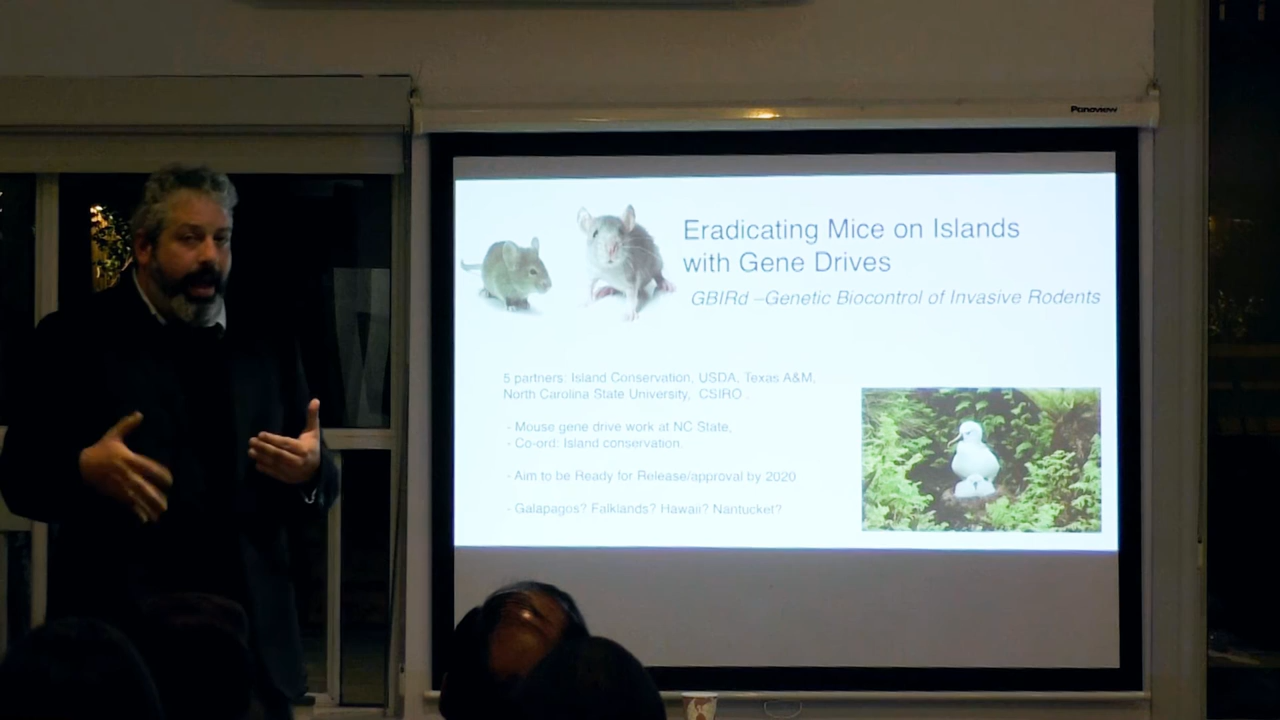 Panoview
Eradicating Mice on Islands
with Gene Drives
GBIRd –Genetic Biocontrol of Invasive Rodents
5 partners: Island Conservation, USDA, Texas A&M,
North Carolina State University, CSIRO .
- Mouse gene drive work at NC State,
- Co-ord: Island conservation.
- Aim to be Ready for Release/approval by 2020
- Galapagos? Falklands? Hawaii? Nantucket?